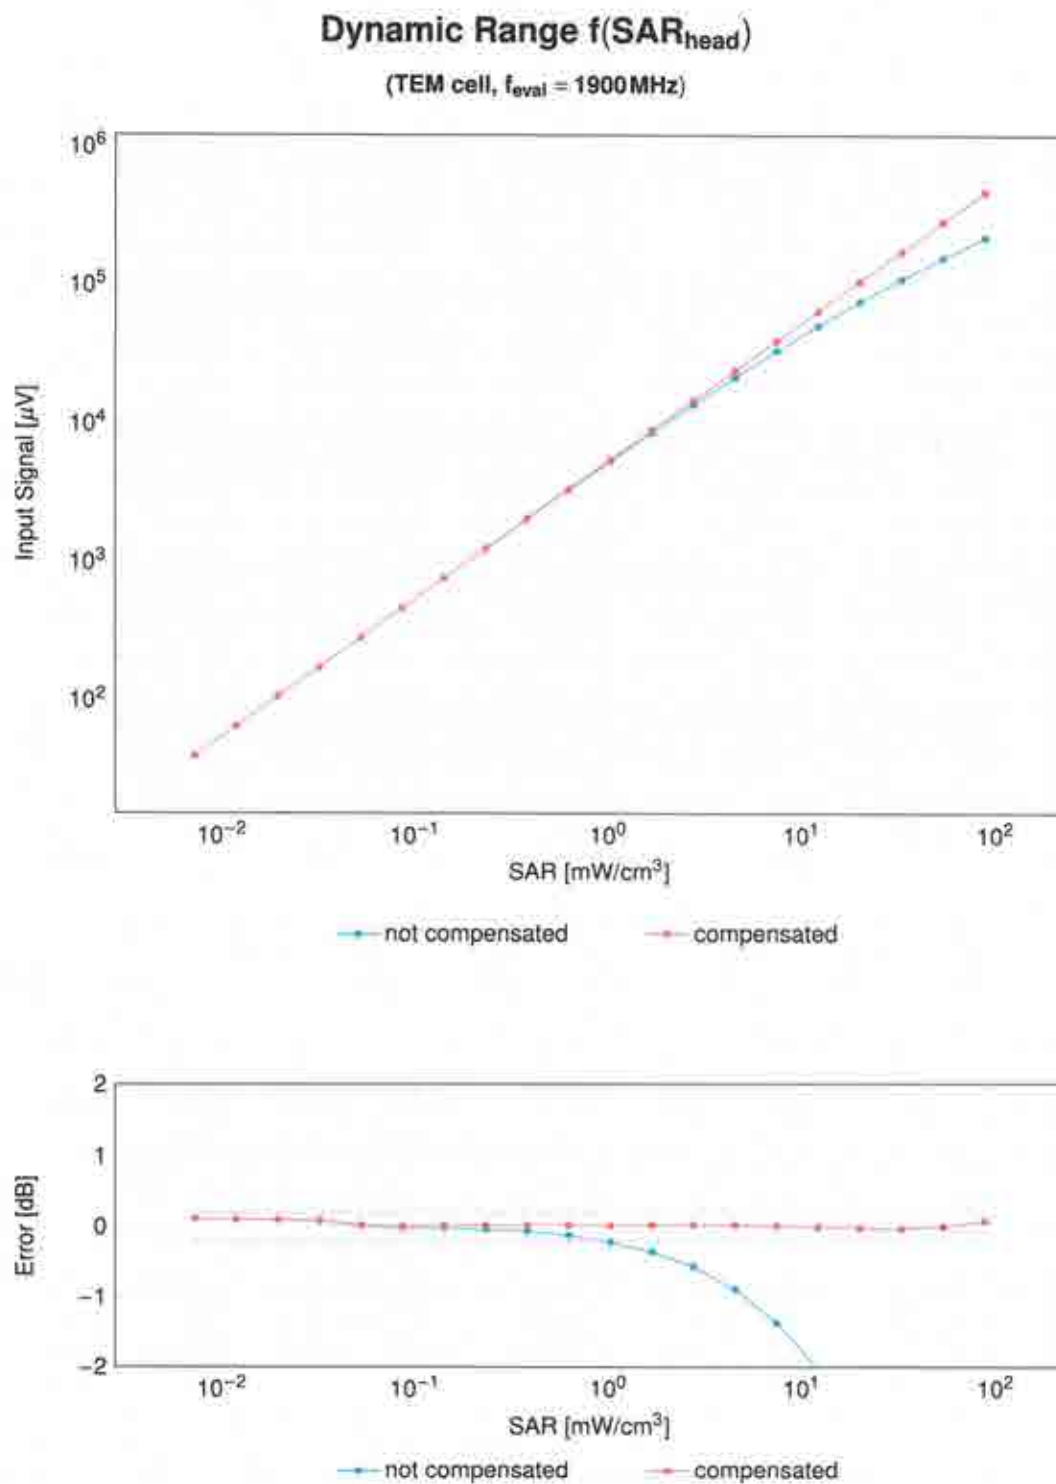 Dynamic Range f(SARhead)
(TEM cell, feval = 1900MHz)
10⁶
10⁵
10⁴
10³
10²
Input Signal [µV]
10⁻² 10⁻¹ 10⁰ 10¹ 10²
SAR [mW/cm³]
not compensated compensated
2
1
0
−1
−2
Error [dB]
10⁻² 10⁻¹ 10⁰ 10¹ 10²
SAR [mW/cm³]
not compensated compensated